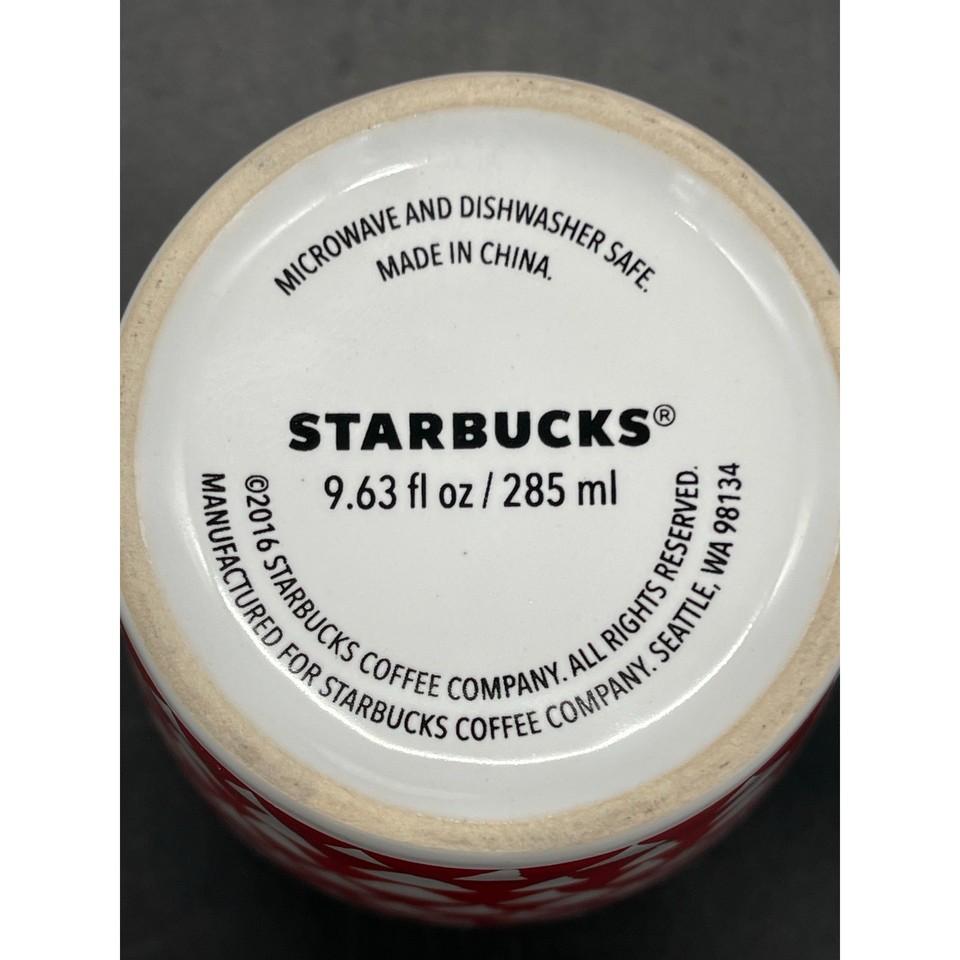 MICROWAVE AND DISHWASHER SAFE.
MADE IN CHINA.
STARBUCKS®
9.63 fl oz / 285 ml
©2016 STARBUCKS COFFEE COMPANY. ALL RIGHTS RESERVED.
MANUFACTURED FOR STARBUCKS COFFEE COMPANY. SEATTLE, WA 98134